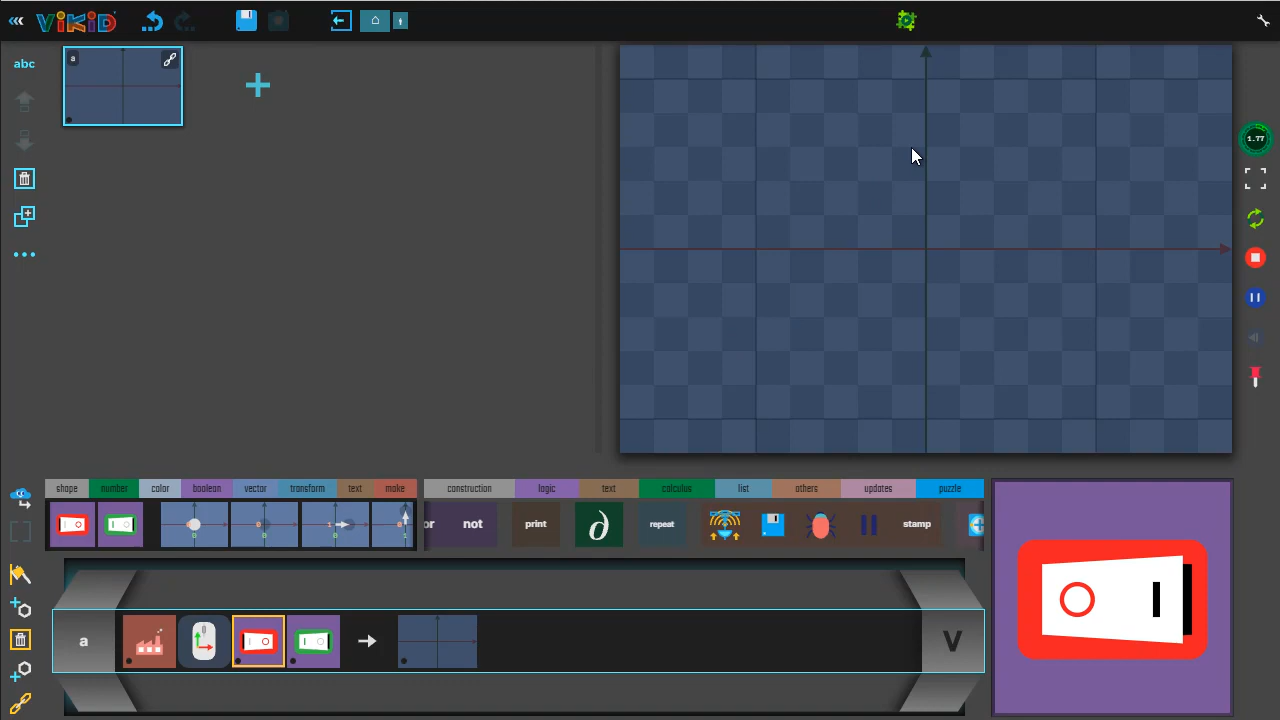 ViKiD
abc
a
1.77
shape number color boolean vector transform text make
construction logic text calculus list others updates puzzle
or not print ∂ repeat stamp
a
V